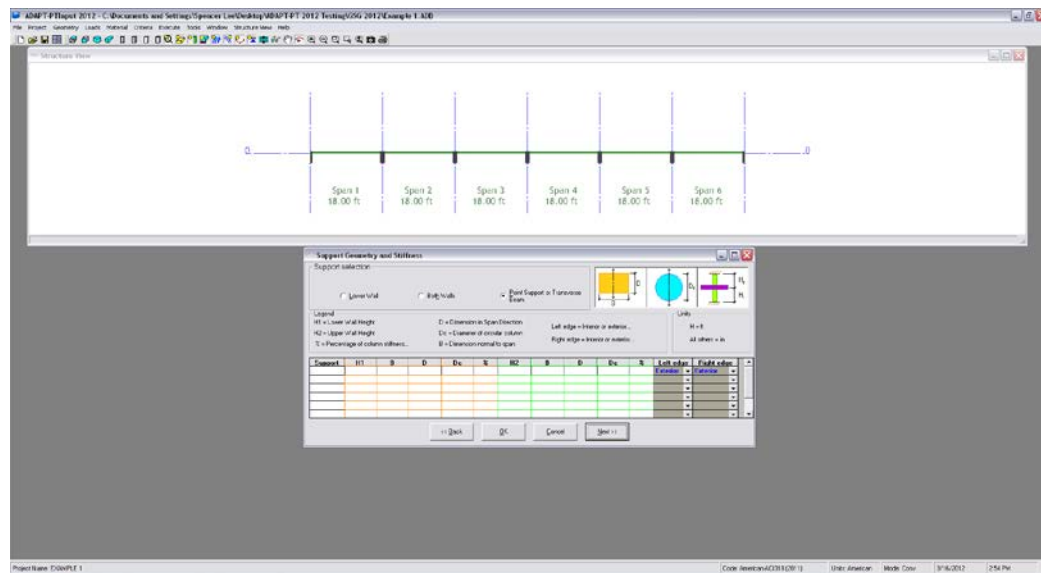 ADAPT-PTInput 2012 - C:\Documents and Settings\Spencer Lee\Desktop\ADAPT-PT 2012 Testing\GSG 2012\Example 1.ADB
File Project Geometry Loads Material Criteria Execute Tools Window Structure View Help
Structure View
Span 1 Span 2 Span 3 Span 4 Span 5 Span 6
18.00 ft 18.00 ft 18.00 ft 18.00 ft 18.00 ft 18.00 ft
Support Geometry and Stiffness
Support selection
Lower Wall Both Walls Point Support or Transverse Beam
D
Legend Units
H1 = Lower Wall Height D = Dimension in Span Direction Left edge = Interior or exterior... H = ft
H2 = Upper Wall Height Dc = Diameter of circular column Right edge = Interior or exterior... All others = in
% = Percentage of column stiffness... B = Dimension normal to span
Support H1 B D Dc % H2 B D Dc % Left edge Right edge
Exterior Exterior
<< Back OK Cancel Next >>
Project Name: EXAMPLE 1 Code: American-ACI318 (2011) Units: American Mode: Conv 3/16/2012 2:54 PM